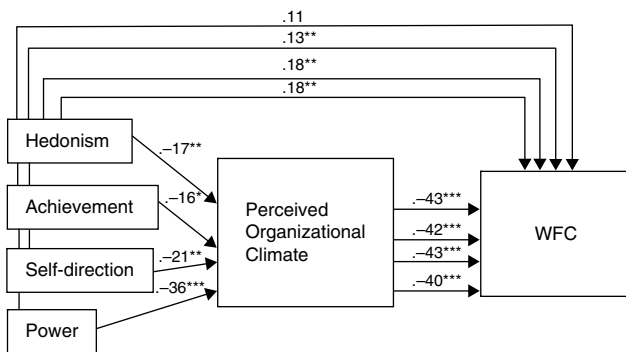 .11
.13**
.18**
.18**
Hedonism
.–17**
Achievement
.–16*
Self-direction
.–21**
.–36***
Power
Perceived
Organizational
Climate
.–43***
.–42***
.–43***
.–40***
WFC